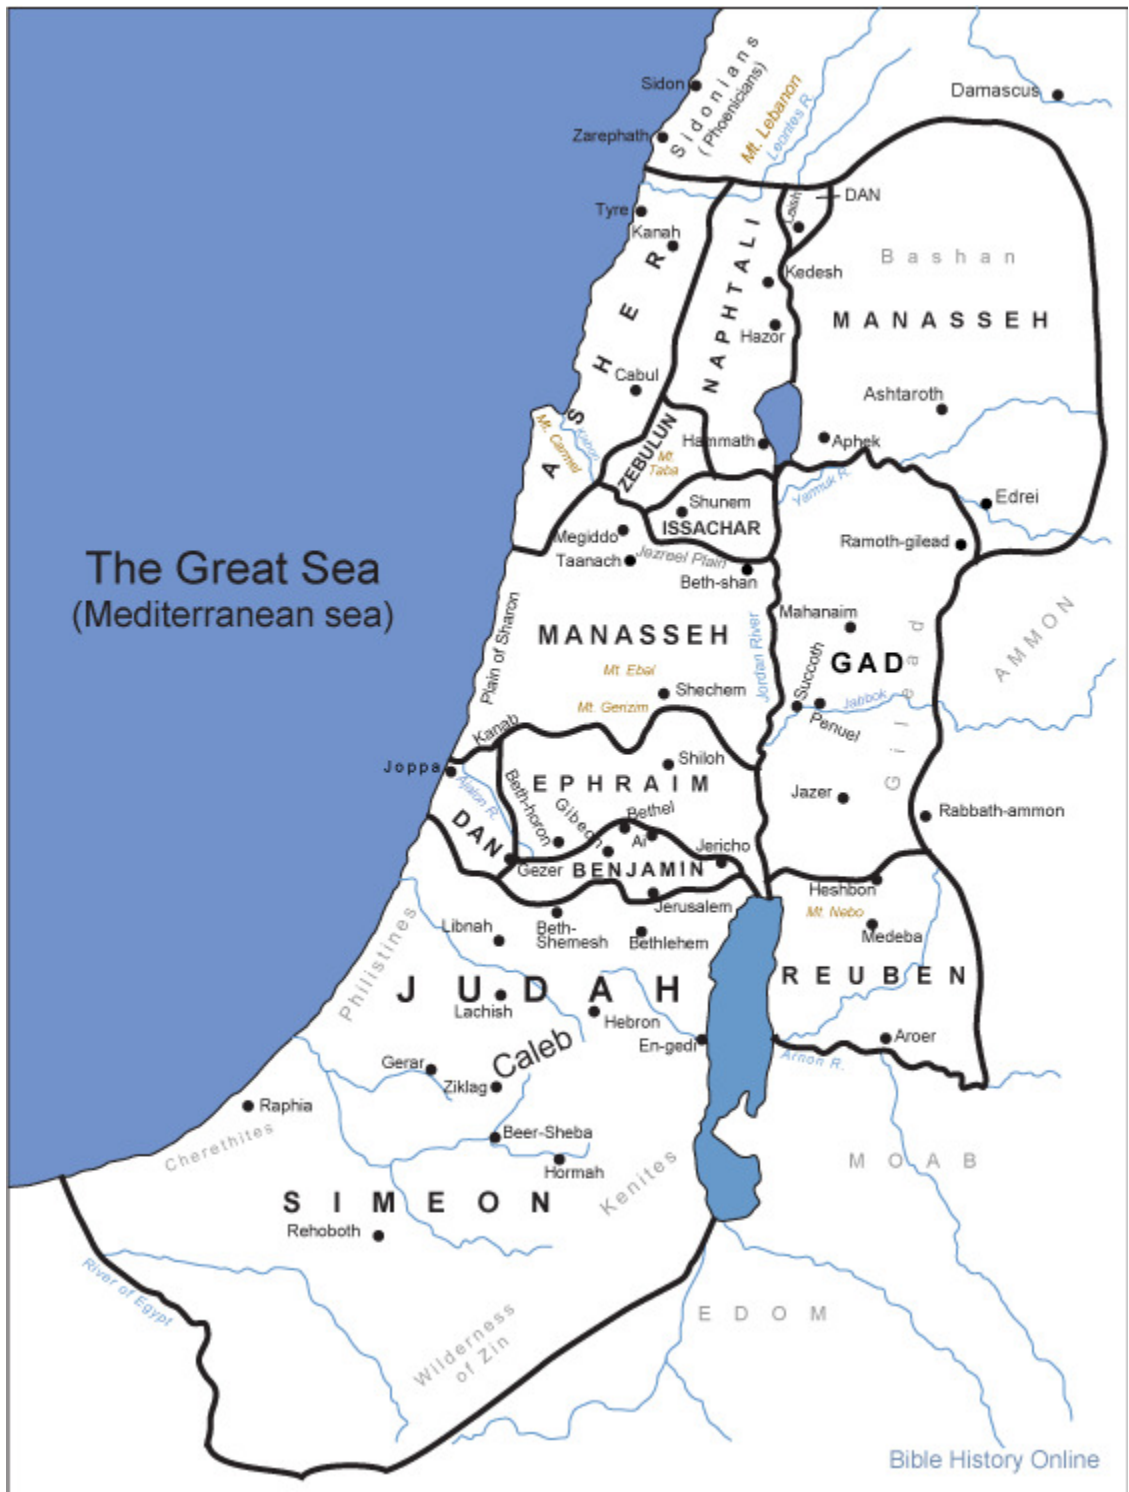 Sidon
Sidonians
(Phoenicians)
Mt. Lebanon
Leontes R.
Damascus
Zarephath
Tyre
Kanah
Laish
DAN
Kedesh
Bashan
MANASSEH
NAPHTALI
Hazor
ASHER
Cabul
Ashtaroth
Mt. Carmel
Kishon
ZEBULUN
Mt.
Taba
Hammath
Aphek
Yarmuk R.
Edrei
Shunem
ISSACHAR
Megiddo
Jezreel Plain
Taanach
Beth-shan
Ramoth-gilead
The Great Sea
(Mediterranean sea)
Plain of Sharon
MANASSEH
Jordan River
Mahanaim
GAD
Gilead
AMMON
Mt. Ebal
Shechem
Mt. Gerizim
Succoth
Penuel
Jabbok
Kanab
Joppa
Ajalon R.
Shiloh
EPHRAIM
Beth-horon
Gibeon
Bethel
Ai
Jazer
Rabbath-ammon
DAN
Gezer
BENJAMIN
Jericho
Jerusalem
Heshbon
Mt. Nebo
Medeba
Libnah
Beth-
Shemesh
Bethlehem
Philistines
JUDAH
REUBEN
Lachish
Hebron
En-gedi
Aroer
Arnon R.
Caleb
Gerar
Ziklag
Raphia
Cherethites
Beer-Sheba
Hormah
Kenites
MOAB
SIMEON
Rehoboth
River of Egypt
Wilderness
of Zin
EDOM
Bible History Online